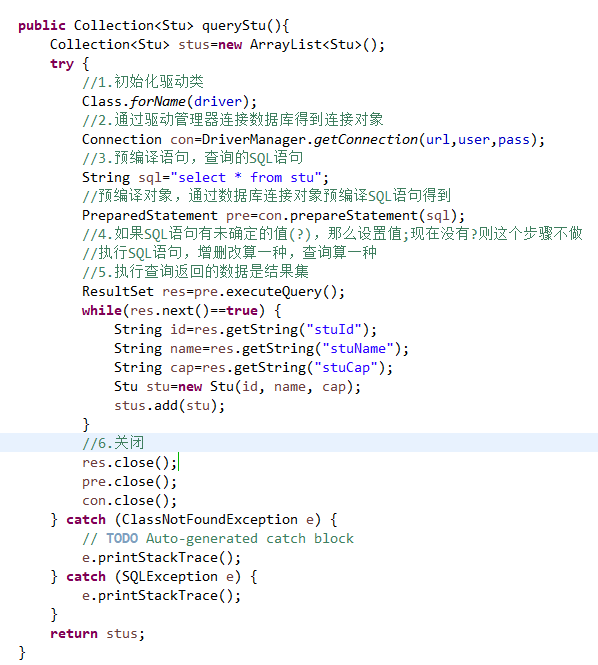 public Collection<Stu> queryStu(){
    Collection<Stu> stus=new ArrayList<Stu>();
    try {
        //1.初始化驱动类
        Class.forName(driver);
        //2.通过驱动管理器连接数据库得到连接对象
        Connection con=DriverManager.getConnection(url,user,pass);
        //3.预编译语句，查询的SQL语句
        String sql="select * from stu";
        //预编译对象，通过数据库连接对象预编译SQL语句得到
        PreparedStatement pre=con.prepareStatement(sql);
        //4.如果SQL语句有未确定的值(?)，那么设置值;现在没有?则这个步骤不做
        //执行SQL语句，增删改算一种，查询算一种
        //5.执行查询返回的数据是结果集
        ResultSet res=pre.executeQuery();
        while(res.next()==true) {
            String id=res.getString("stuId");
            String name=res.getString("stuName");
            String cap=res.getString("stuCap");
            Stu stu=new Stu(id, name, cap);
            stus.add(stu);
        }
        //6.关闭
        res.close();
        pre.close();
        con.close();
    } catch (ClassNotFoundException e) {
        // TODO Auto-generated catch block
        e.printStackTrace();
    } catch (SQLException e) {
        e.printStackTrace();
    }
    return stus;
}